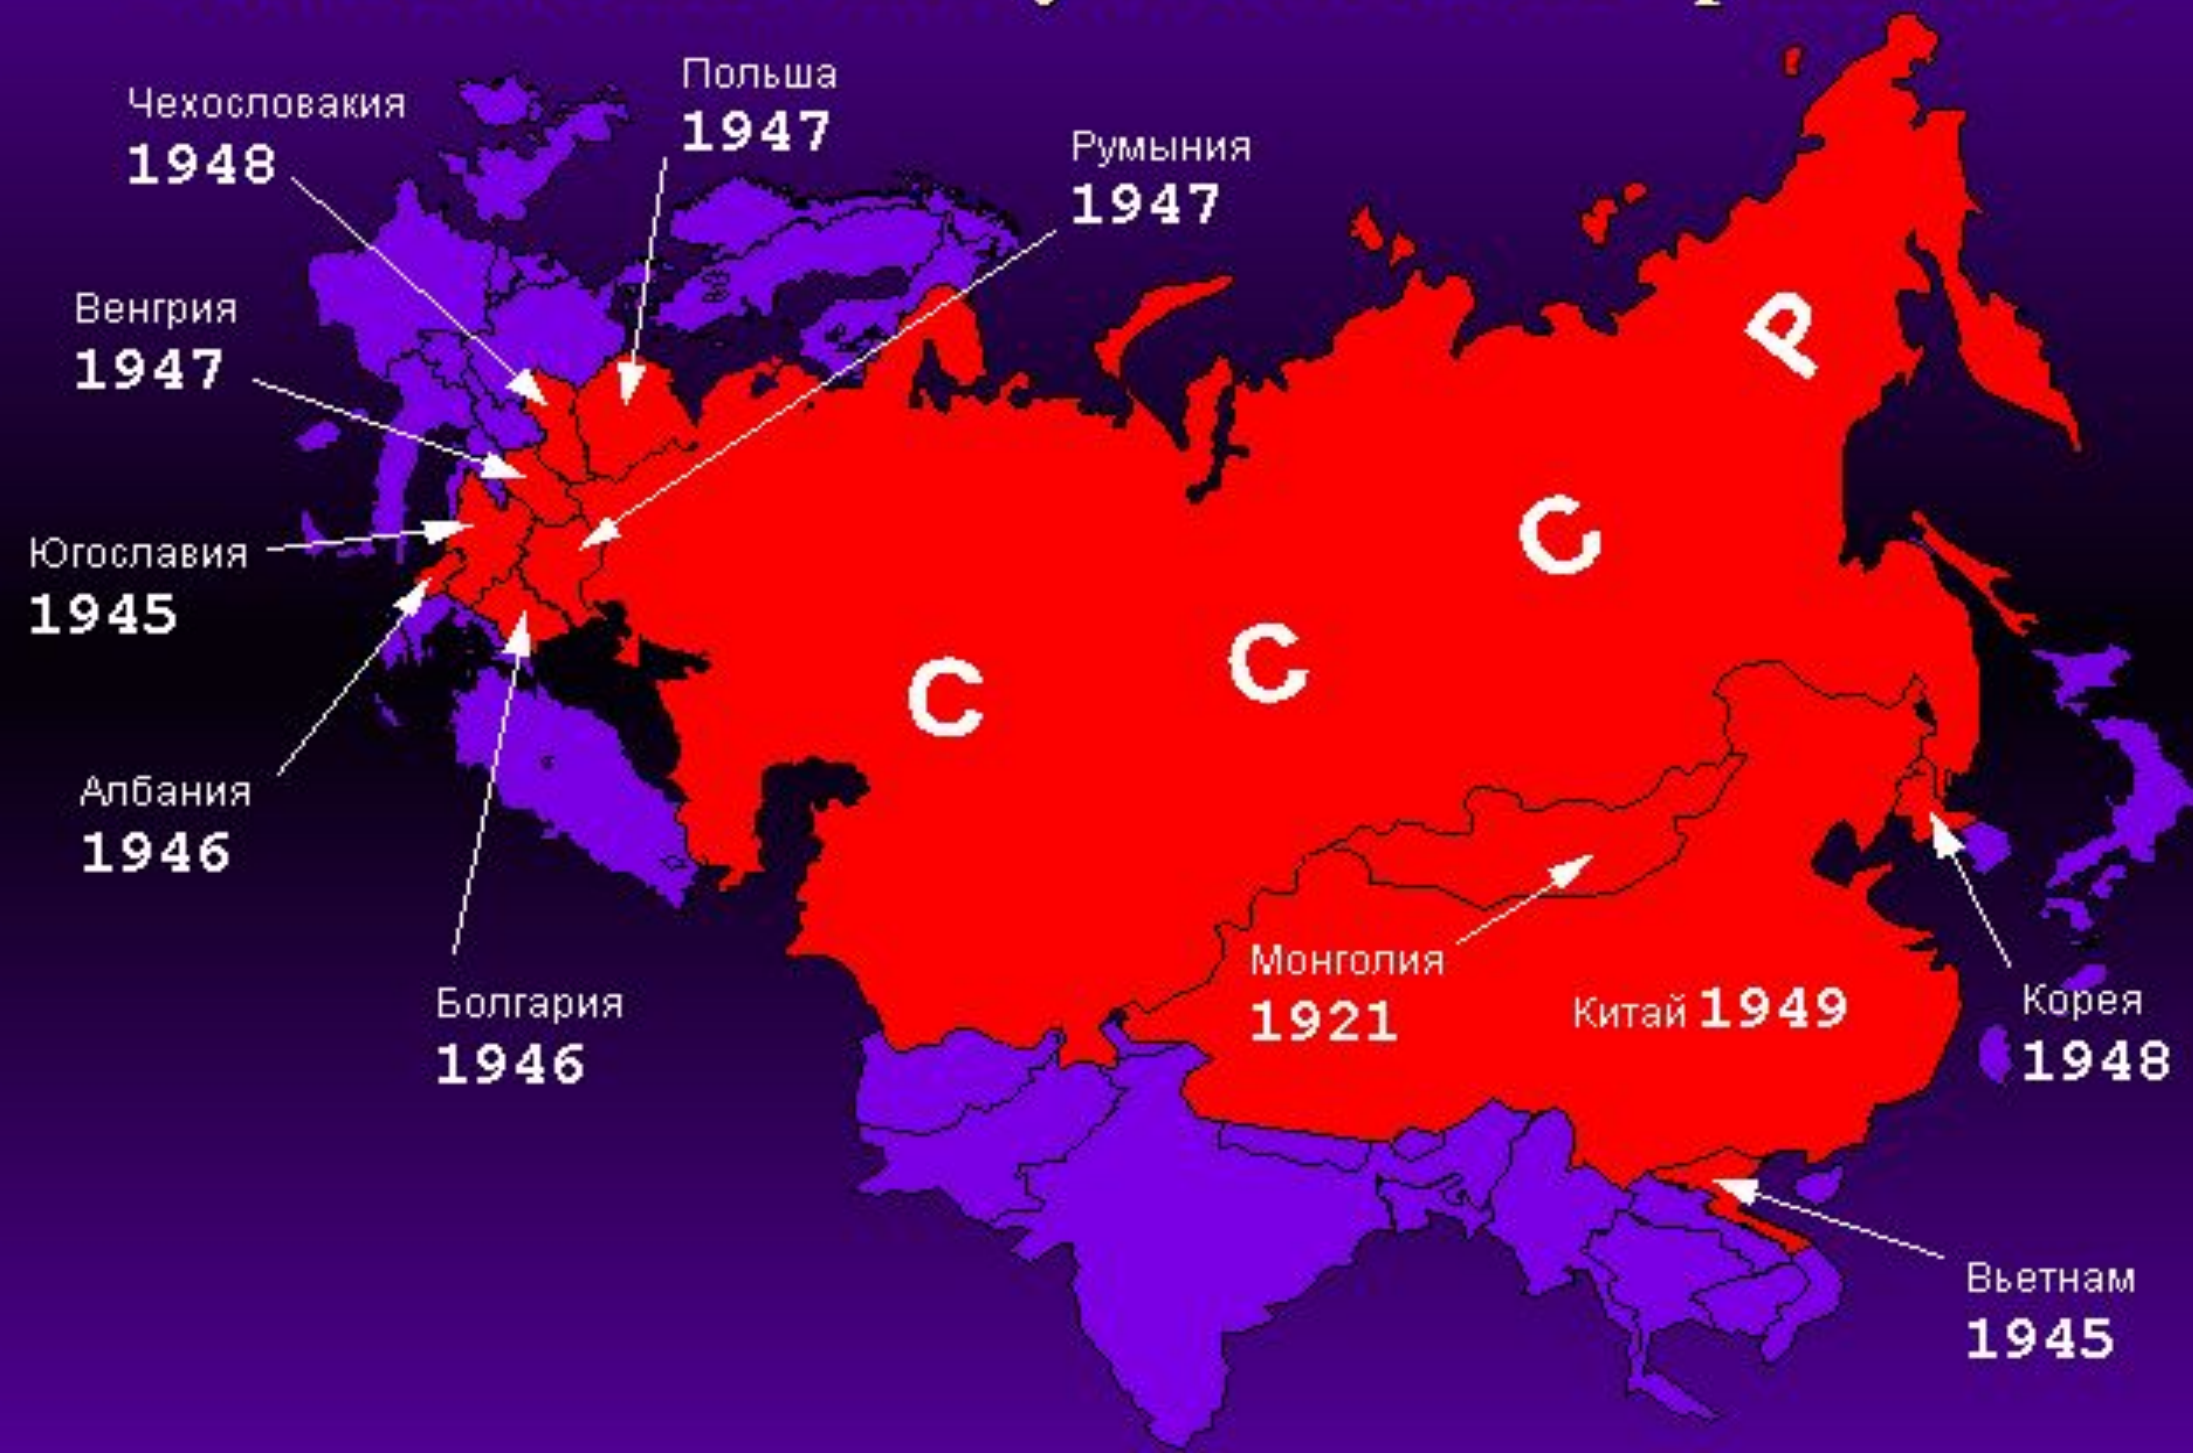 Польша
1947
Чехословакия
1948
Румыния
1947
Венгрия
1947
Югославия
1945
Албания
1946
Болгария
1946
С С С Р
Монголия
1921
Китай 1949
Корея
1948
Вьетнам
1945